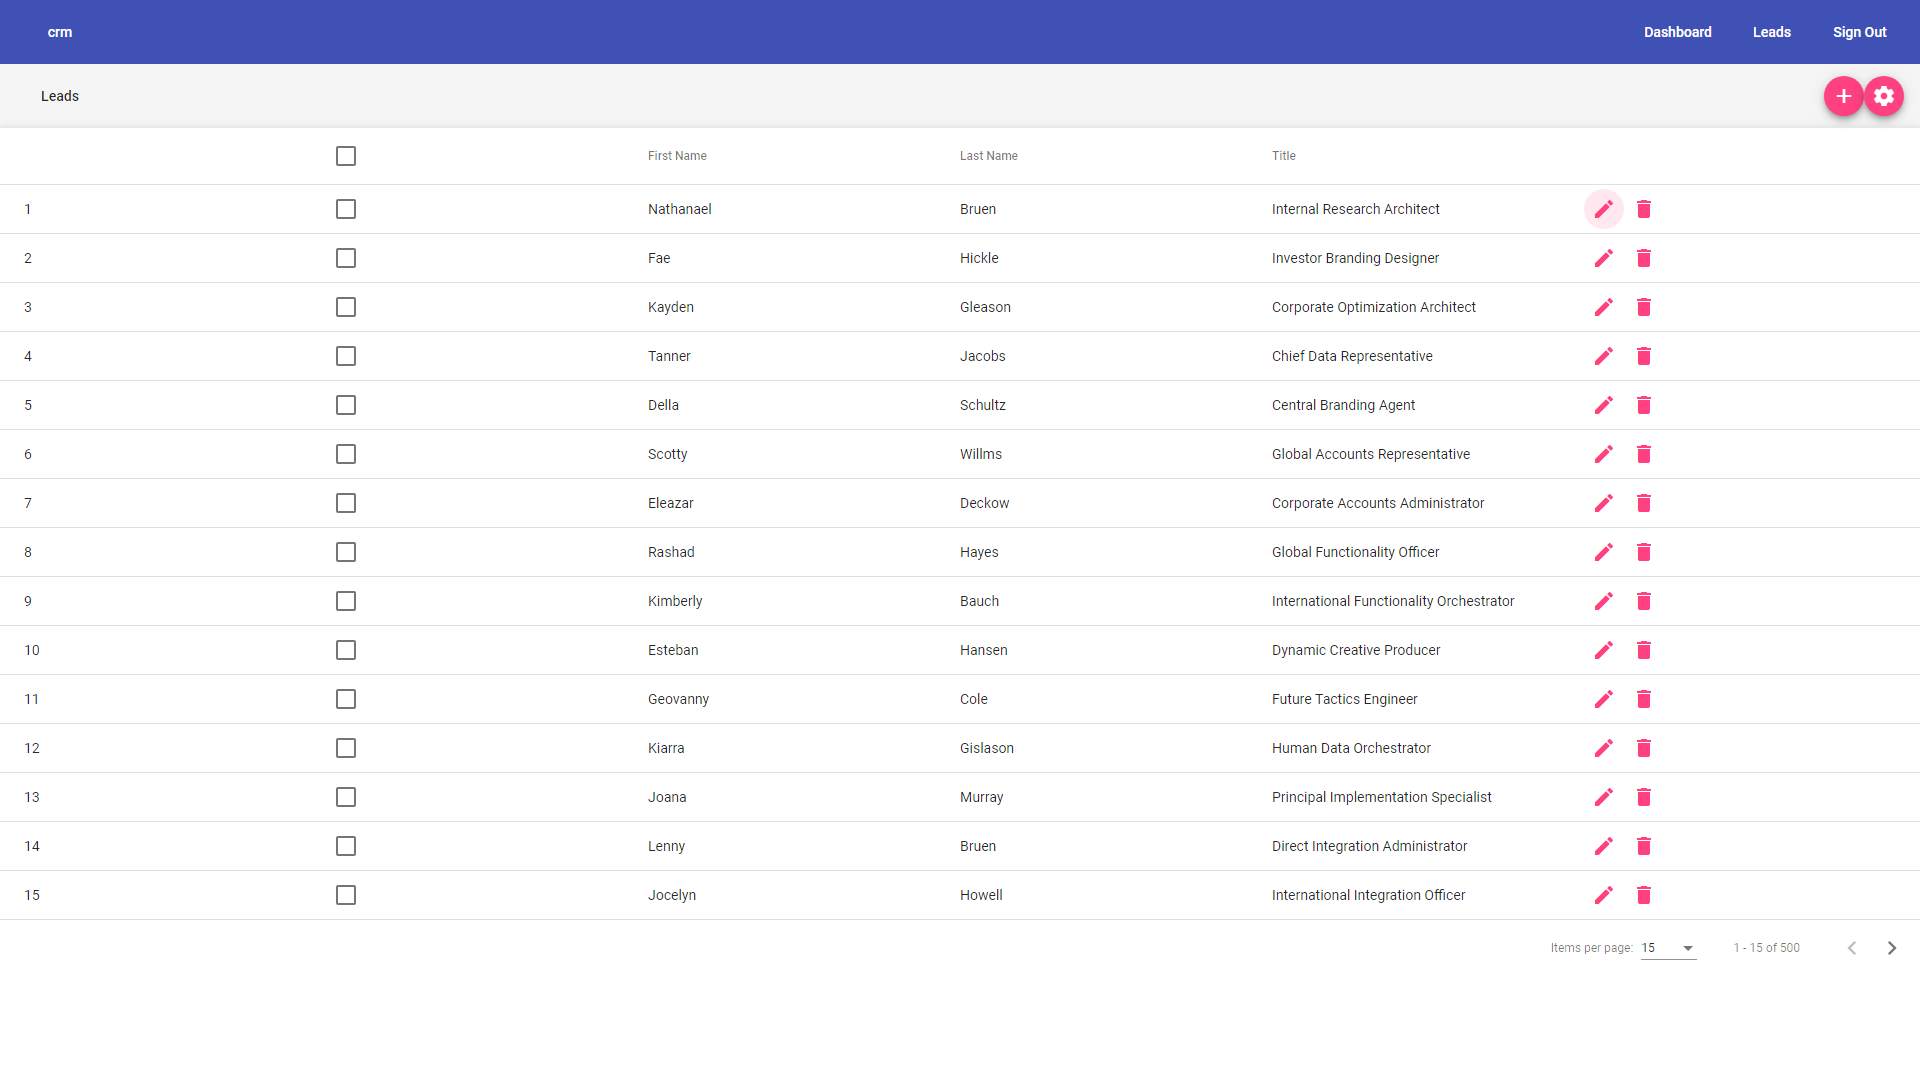 crm Dashboard Leads Sign Out
Leads
First Name Last Name Title
1 Nathanael Bruen Internal Research Architect
2 Fae Hickle Investor Branding Designer
3 Kayden Gleason Corporate Optimization Architect
4 Tanner Jacobs Chief Data Representative
5 Della Schultz Central Branding Agent
6 Scotty Willms Global Accounts Representative
7 Eleazar Deckow Corporate Accounts Administrator
8 Rashad Hayes Global Functionality Officer
9 Kimberly Bauch International Functionality Orchestrator
10 Esteban Hansen Dynamic Creative Producer
11 Geovanny Cole Future Tactics Engineer
12 Kiarra Gislason Human Data Orchestrator
13 Joana Murray Principal Implementation Specialist
14 Lenny Bruen Direct Integration Administrator
15 Jocelyn Howell International Integration Officer
Items per page: 15 1 - 15 of 500